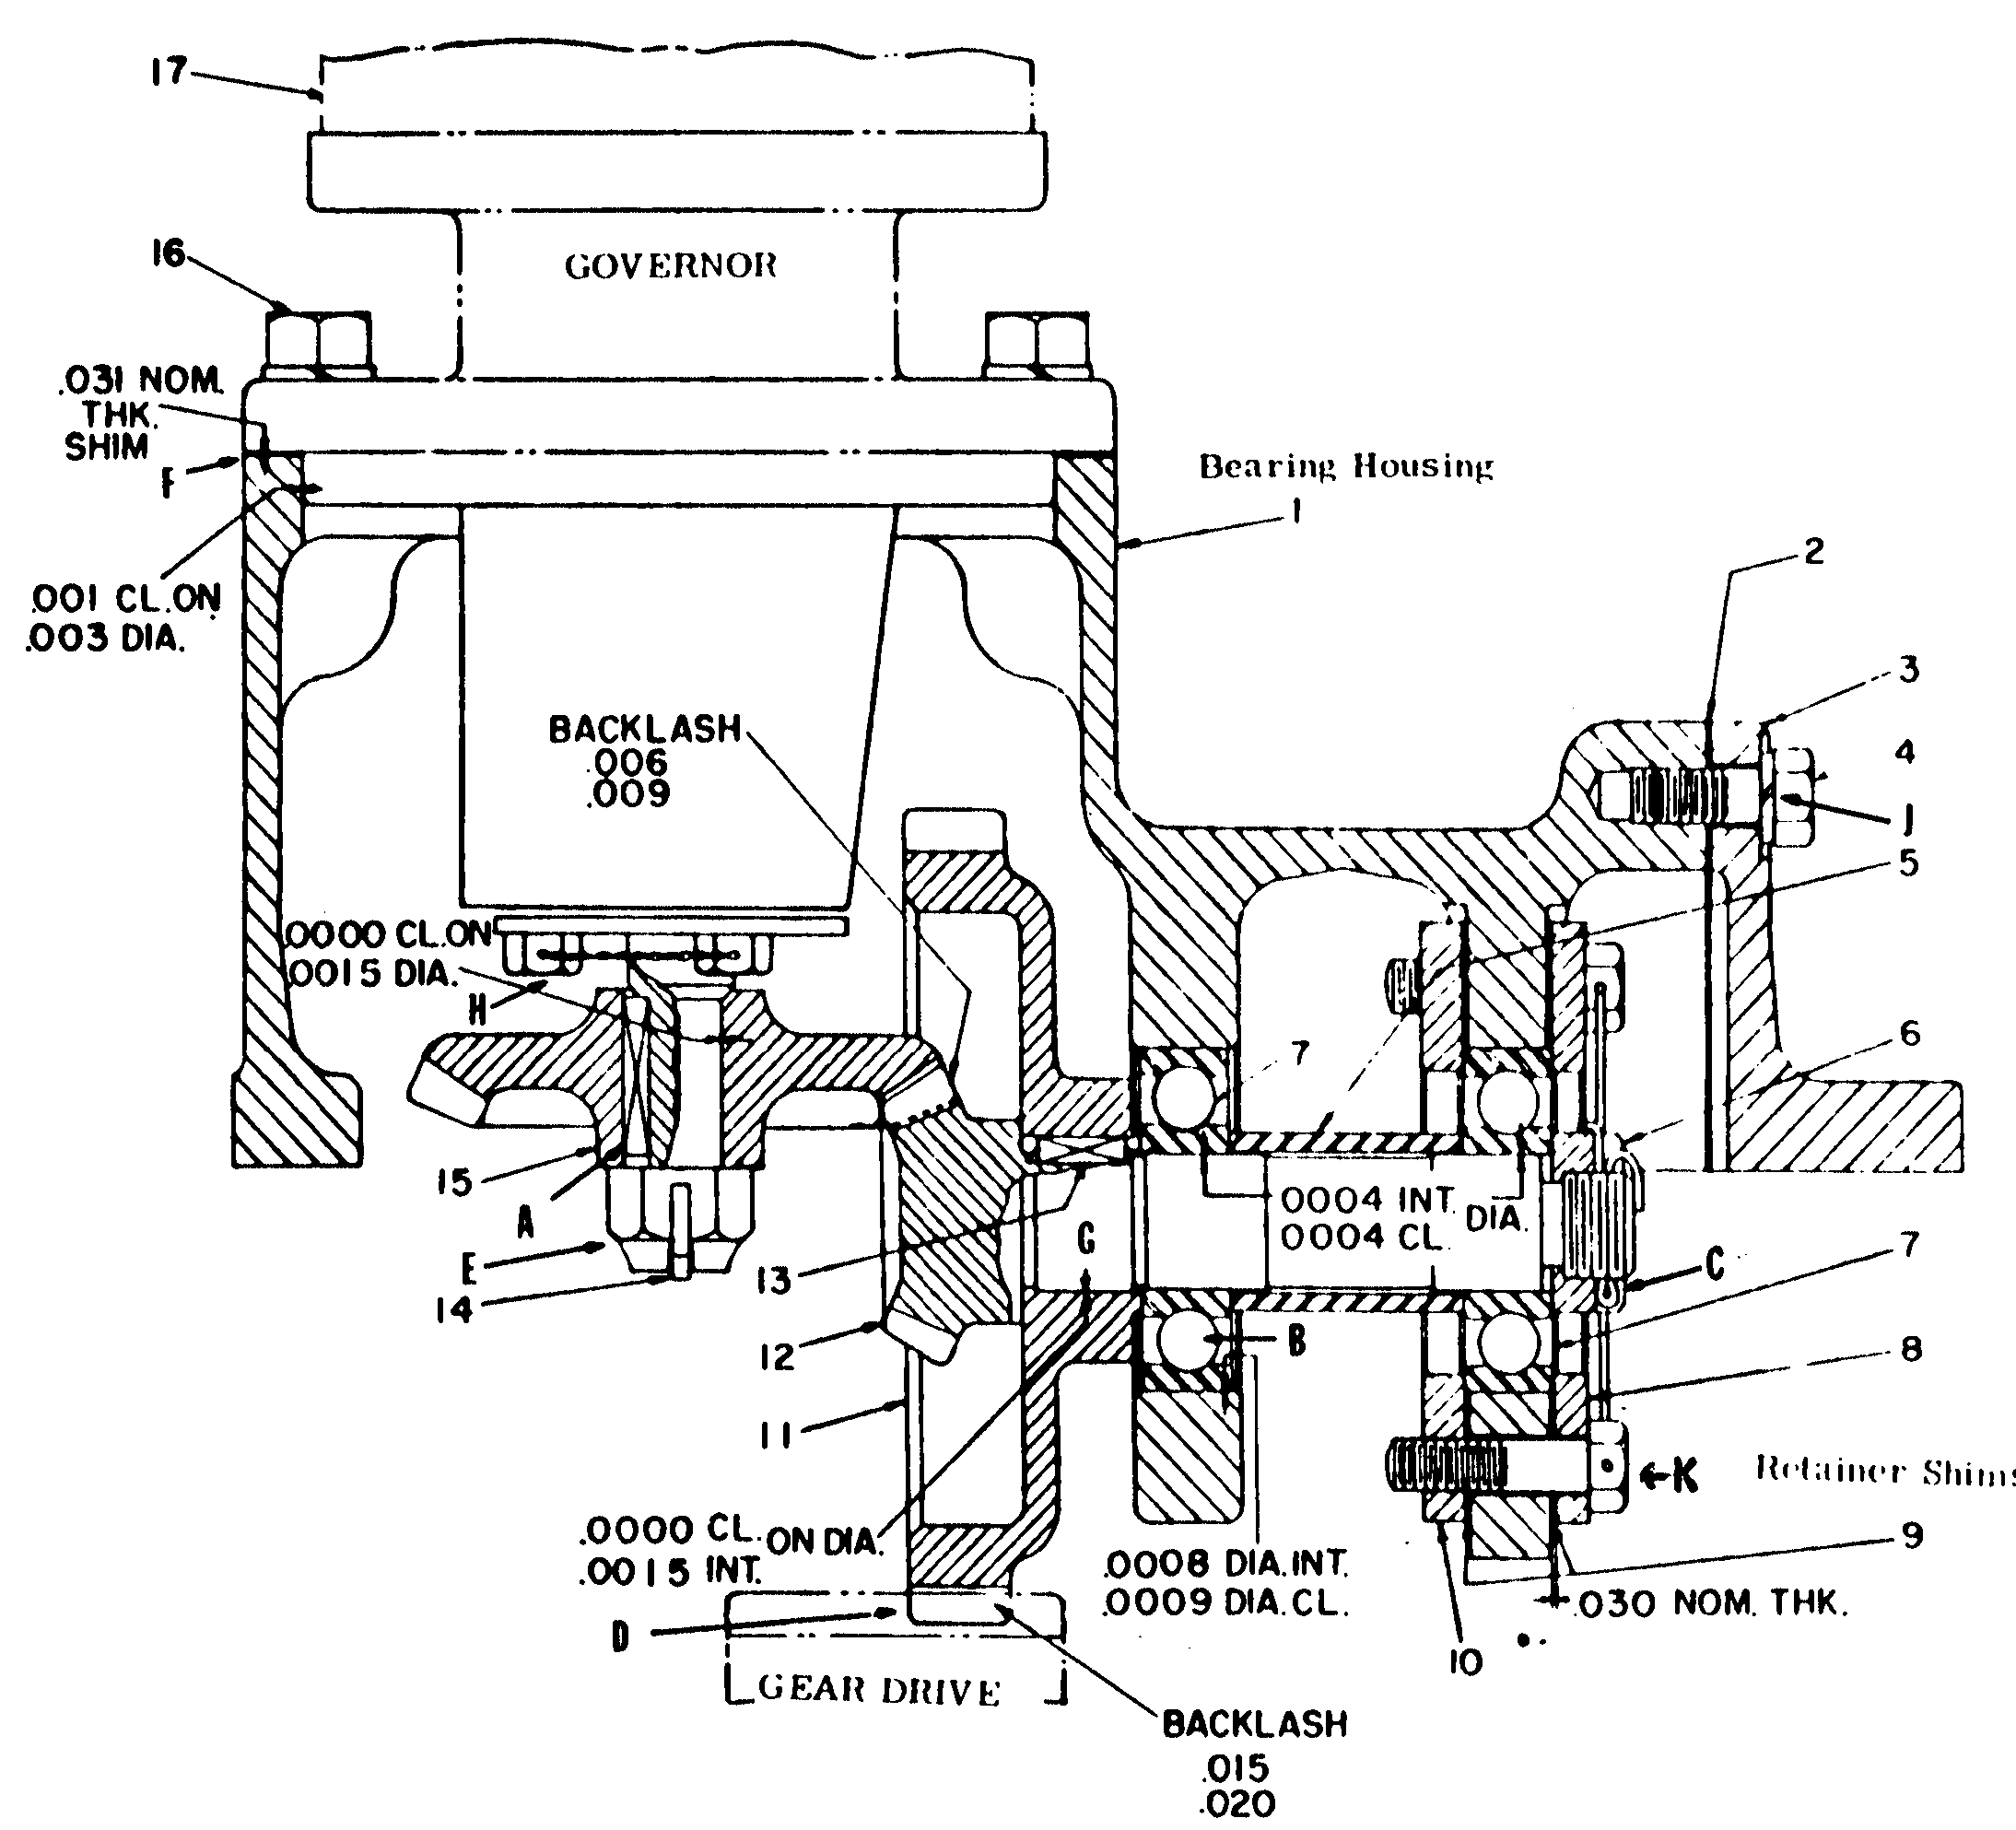 17
GOVERNOR
16
.031 NOM.
THK.
SHIM
F
Bearing Housing
1
2
.001 CL.ON
.003 DIA.
3
BACKLASH
.006
.009
4
J
5
.0000 CL.ON
.0015 DIA.
H
7
6
15
A
.0004 INT.
.0004 CL.
DIA.
G
E
14
13
7
C
12
B
8
11
K
Retainer Shims
.0000 CL.
.0015 INT.
ON DIA.
9
.0008 DIA.INT.
.0009 DIA.CL.
.030 NOM. THK.
D
10
GEAR DRIVE
BACKLASH
.015
.020